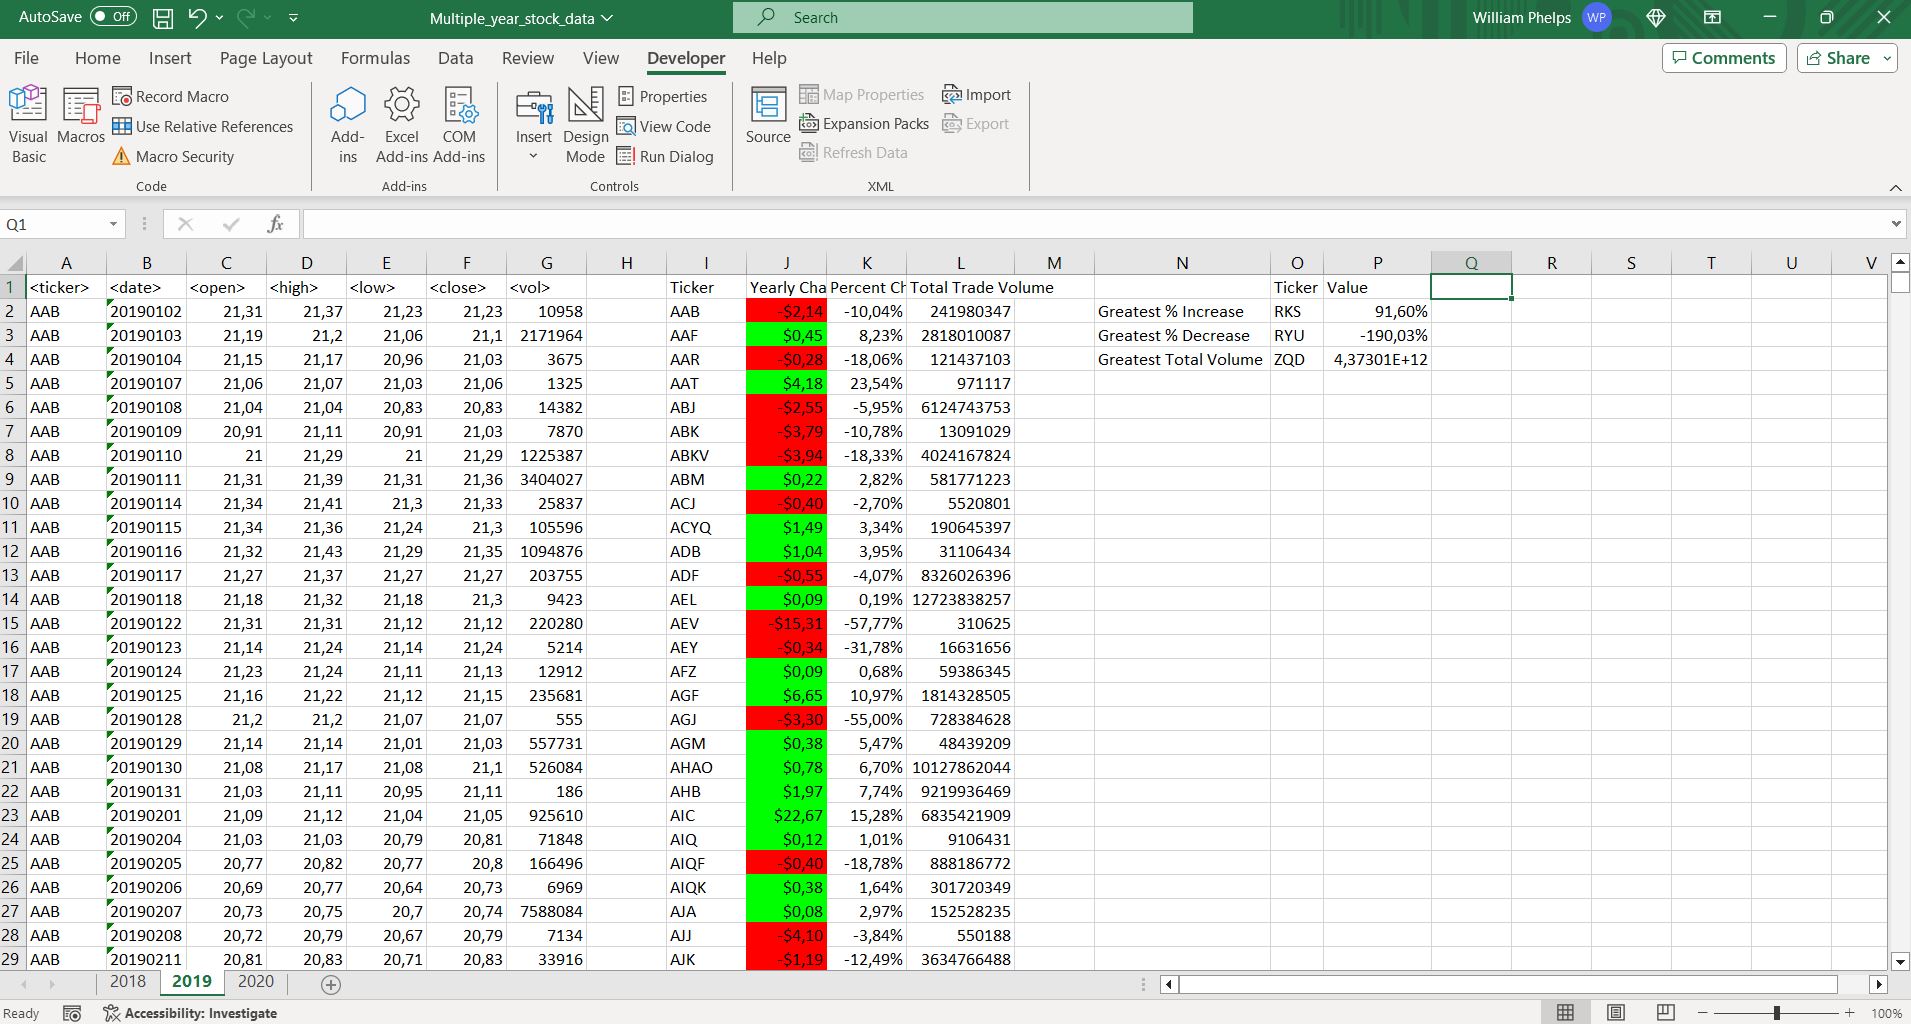 AutoSave Off Multiple_year_stock_data Search William Phelps WP
File Home Insert Page Layout Formulas Data Review View Developer Help Comments Share
Visual Basic
Macros
Record Macro
Use Relative References
Macro Security
Code
Add-ins
Excel Add-ins
COM Add-ins
Add-ins
Insert
Design Mode
Properties
View Code
Run Dialog
Controls
Source
Map Properties
Expansion Packs
Refresh Data
Import
Export
XML
Q1 fx
A B C D E F G H I J K L M N O P Q R S T U V
1 <ticker> <date> <open> <high> <low> <close> <vol> Ticker Yearly Cha Percent Ch Total Trade Volume Ticker Value
2 AAB 20190102 21,31 21,37 21,23 21,23 10958 AAB -$2,14 -10,04% 241980347 Greatest % Increase RKS 91,60%
3 AAB 20190103 21,19 21,2 21,06 21,1 2171964 AAF $0,45 8,23% 2818010087 Greatest % Decrease RYU -190,03%
4 AAB 20190104 21,15 21,17 20,96 21,03 3675 AAR -$0,28 -18,06% 121437103 Greatest Total Volume ZQD 4,37301E+12
5 AAB 20190107 21,06 21,07 21,03 21,06 1325 AAT $4,18 23,54% 971117
6 AAB 20190108 21,04 21,04 20,83 20,83 14382 ABJ -$2,55 -5,95% 6124743753
7 AAB 20190109 20,91 21,11 20,91 21,03 7870 ABK -$3,79 -10,78% 13091029
8 AAB 20190110 21 21,29 21 21,29 1225387 ABKV -$3,94 -18,33% 4024167824
9 AAB 20190111 21,31 21,39 21,31 21,36 3404027 ABM $0,22 2,82% 581771223
10 AAB 20190114 21,34 21,41 21,3 21,33 25837 ACJ -$0,40 -2,70% 5520801
11 AAB 20190115 21,34 21,36 21,24 21,3 105596 ACYQ $1,49 3,34% 190645397
12 AAB 20190116 21,32 21,43 21,29 21,35 1094876 ADB $1,04 3,95% 31106434
13 AAB 20190117 21,27 21,37 21,27 21,27 203755 ADF -$0,55 -4,07% 8326026396
14 AAB 20190118 21,18 21,32 21,18 21,3 9423 AEL $0,09 0,19% 12723838257
15 AAB 20190122 21,31 21,31 21,12 21,12 220280 AEV -$15,31 -57,77% 310625
16 AAB 20190123 21,14 21,24 21,14 21,24 5214 AEY -$0,34 -31,78% 16631656
17 AAB 20190124 21,23 21,24 21,11 21,13 12912 AFZ $0,09 0,68% 59386345
18 AAB 20190125 21,16 21,22 21,12 21,15 235681 AGF $6,65 10,97% 1814328505
19 AAB 20190128 21,2 21,2 21,07 21,07 555 AGJ -$3,30 -55,00% 728384628
20 AAB 20190129 21,14 21,14 21,01 21,03 557731 AGM $0,38 5,47% 48439209
21 AAB 20190130 21,08 21,17 21,08 21,1 526084 AHAO $0,78 6,70% 10127862044
22 AAB 20190131 21,03 21,11 20,95 21,11 186 AHB $1,97 7,74% 9219936469
23 AAB 20190201 21,09 21,12 21,04 21,05 925610 AIC $22,67 15,28% 6835421909
24 AAB 20190204 21,03 21,03 20,79 20,81 71848 AIQ $0,12 1,01% 9106431
25 AAB 20190205 20,77 20,82 20,77 20,8 166496 AIQF -$0,40 -18,78% 888186772
26 AAB 20190206 20,69 20,77 20,64 20,73 6969 AIQK $0,38 1,64% 301720349
27 AAB 20190207 20,73 20,75 20,7 20,74 7588084 AJA $0,08 2,97% 152528235
28 AAB 20190208 20,72 20,79 20,67 20,79 7134 AJJ -$4,10 -3,84% 550188
29 AAB 20190211 20,81 20,83 20,71 20,83 33916 AJK -$1,19 -12,49% 3634766488
2018 2019 2020
Ready Accessibility: Investigate 100%